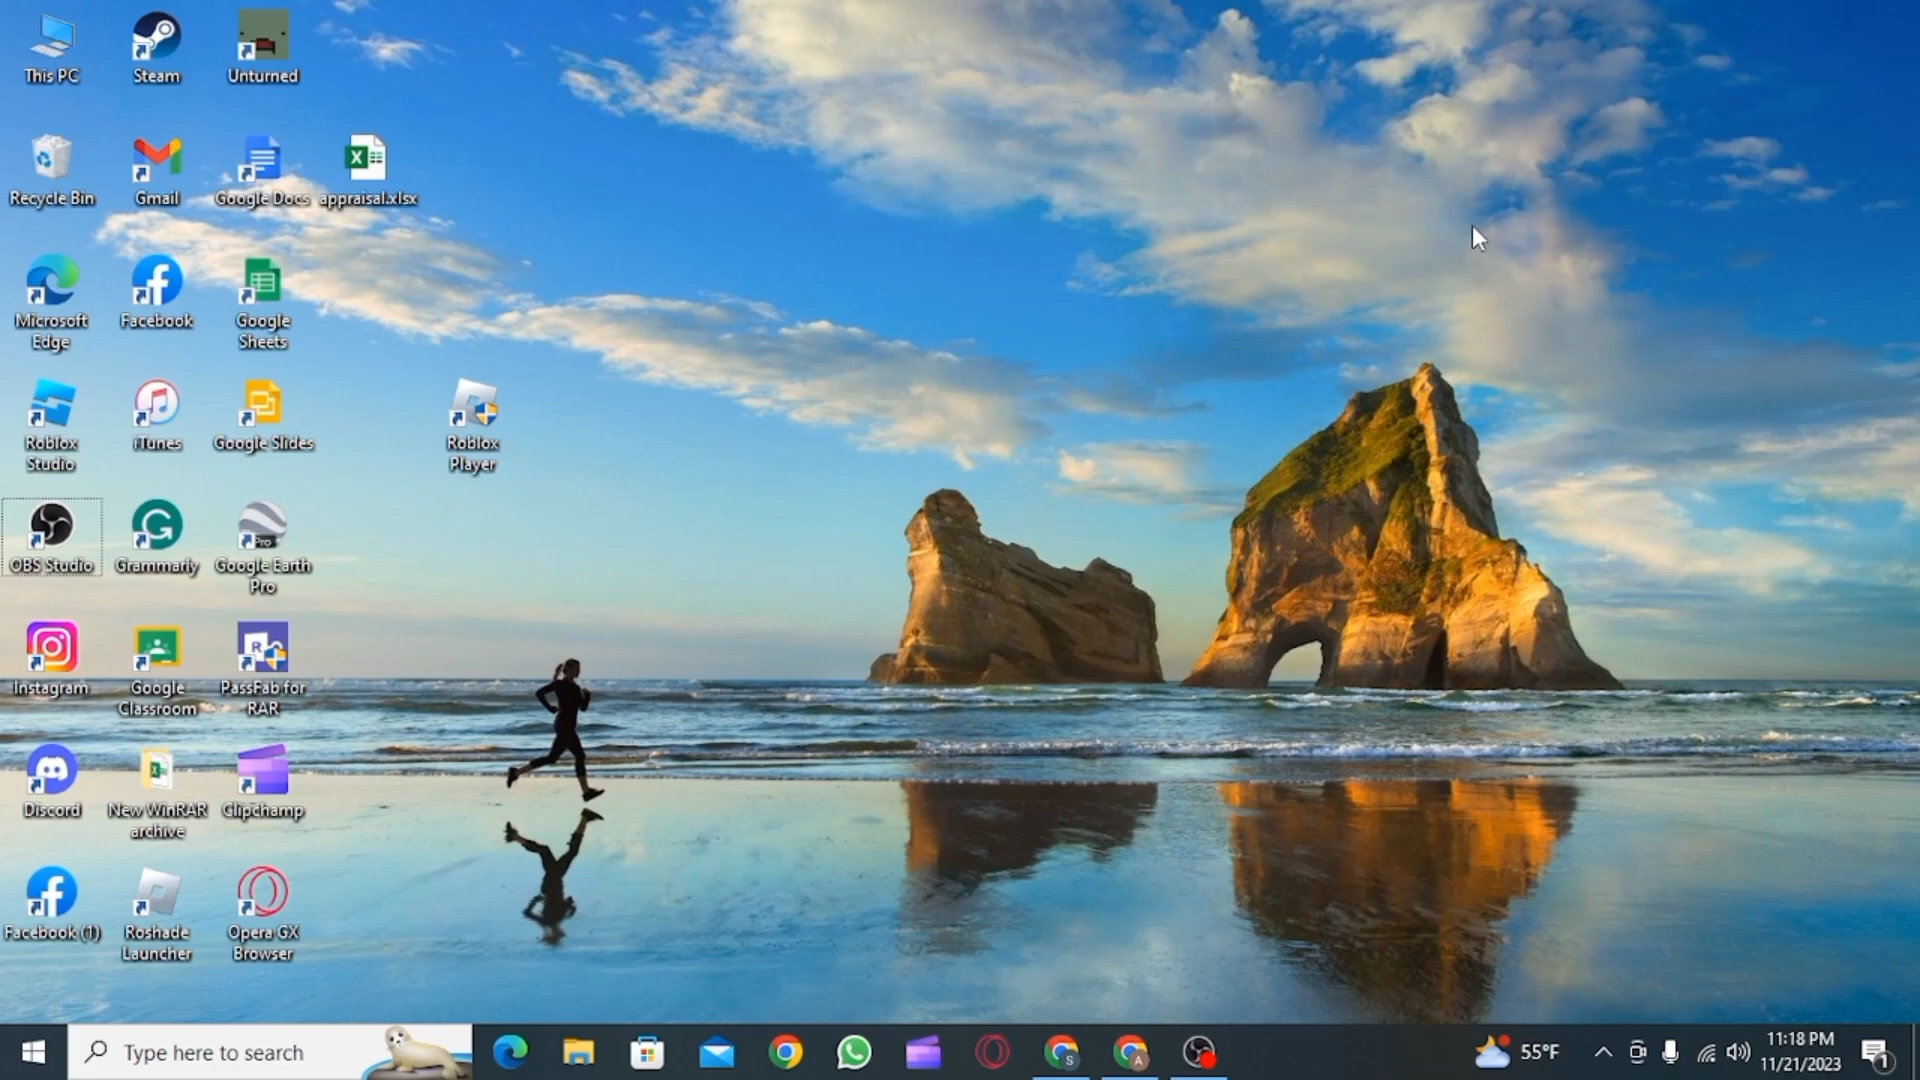 This PC
Steam
Unturned
Recycle Bin
Gmail
Google Docs
appraisal.xlsx
Microsoft
Edge
Facebook
Google
Sheets
Roblox
Studio
iTunes
Google Slides
Roblox
Player
OBS Studio
Grammarly
Google Earth
Pro
Instagram
Google
Classroom
PassFab for
RAR
Discord
New WinRAR
archive
Clipchamp
Facebook (1)
Roshade
Launcher
Opera GX
Browser
Type here to search
55°F
11:18 PM
11/21/2023
1